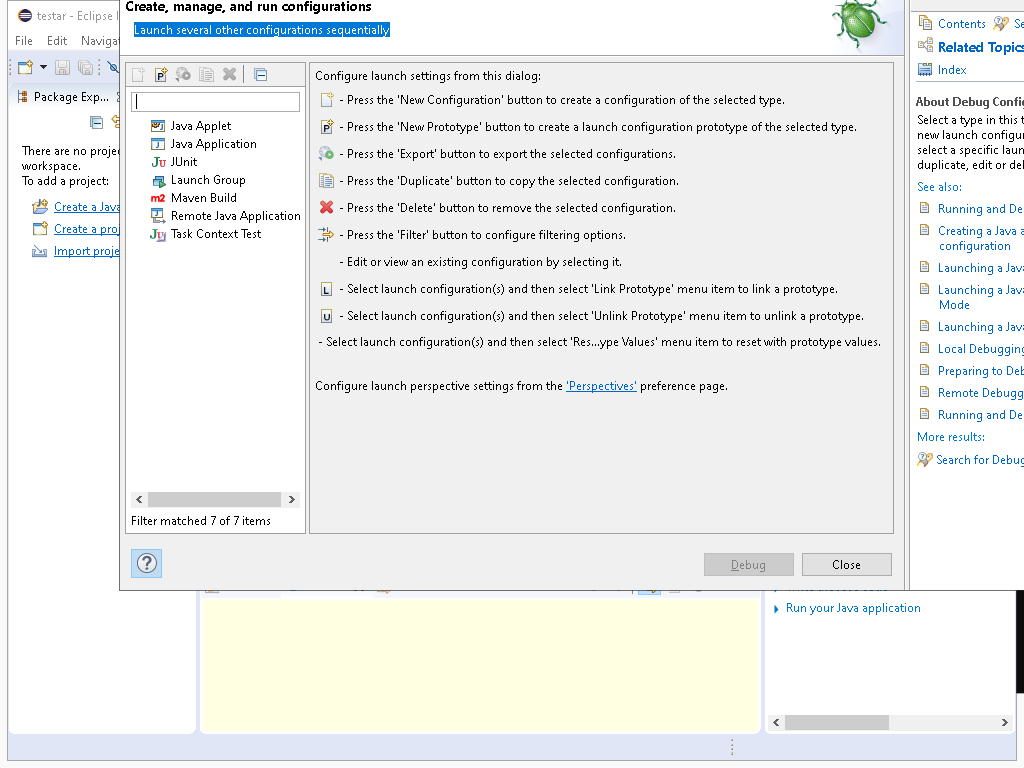 testar - Eclipse I
File Edit Navigat
Package Exp...
There are no projec
workspace.
To add a project:
Create a Java
Create a proj
Import proje
Create, manage, and run configurations
Launch several other configurations sequentially
Java Applet
Java Application
JUnit
Launch Group
Maven Build
Remote Java Application
Task Context Test
Filter matched 7 of 7 items
Configure launch settings from this dialog:
- Press the 'New Configuration' button to create a configuration of the selected type.
- Press the 'New Prototype' button to create a launch configuration prototype of the selected type.
- Press the 'Export' button to export the selected configurations.
- Press the 'Duplicate' button to copy the selected configuration.
- Press the 'Delete' button to remove the selected configuration.
- Press the 'Filter' button to configure filtering options.
- Edit or view an existing configuration by selecting it.
- Select launch configuration(s) and then select 'Link Prototype' menu item to link a prototype.
- Select launch configuration(s) and then select 'Unlink Prototype' menu item to unlink a prototype.
- Select launch configuration(s) and then select 'Res...ype Values' menu item to reset with prototype values.
Configure launch perspective settings from the 'Perspectives' preference page.
Debug Close
Contents Se
Related Topics
Index
About Debug Config
Select a type in this t
new launch configu
select a specific laun
duplicate, edit or del
See also:
Running and De
Creating a Java a
configuration
Launching a Java
Launching a Java
Mode
Launching a Java
Local Debugging
Preparing to Deb
Remote Debugg
Running and De
More results:
Search for Debug
Run your Java application